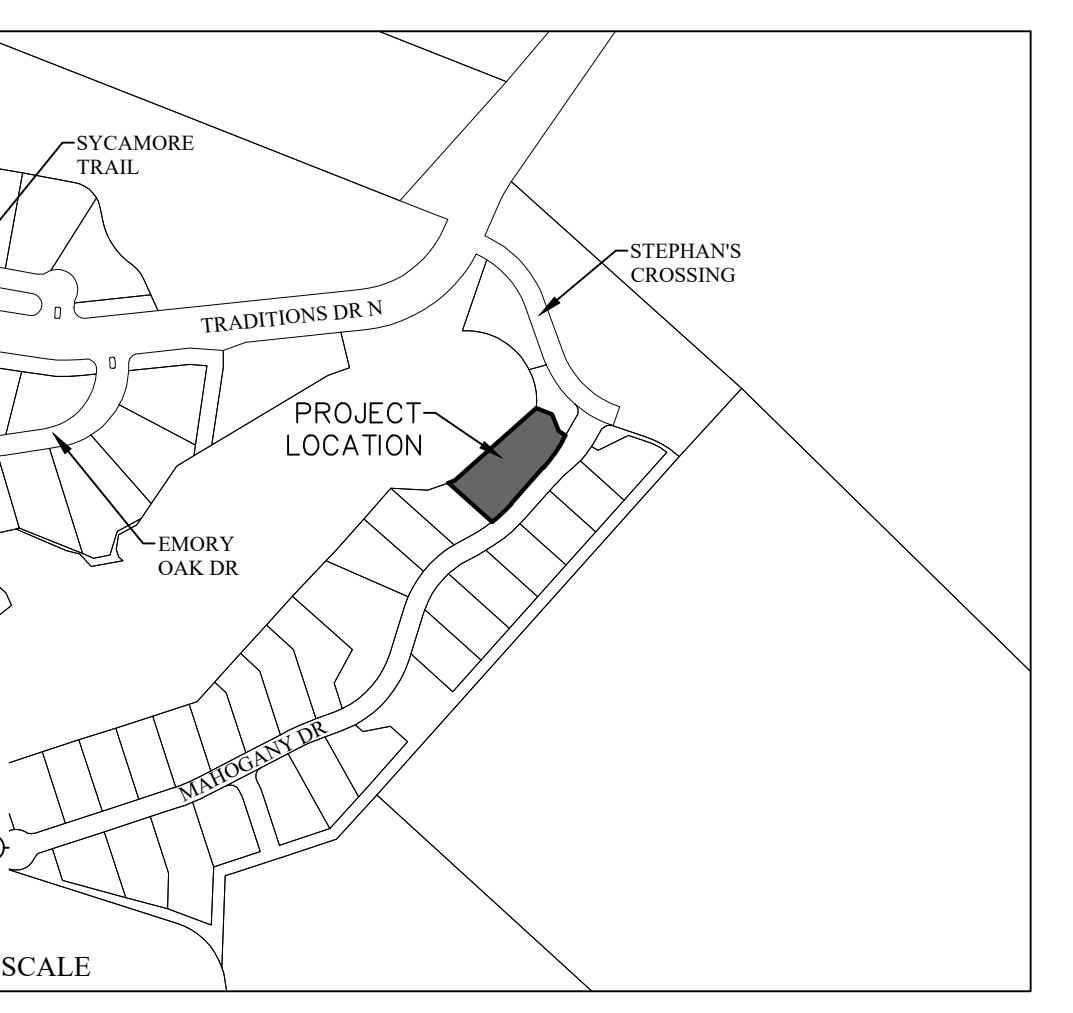 SYCAMORE
TRAIL
STEPHAN'S
CROSSING
TRADITIONS DR N
PROJECT
LOCATION
EMORY
OAK DR
MAHOGANY DR
SCALE